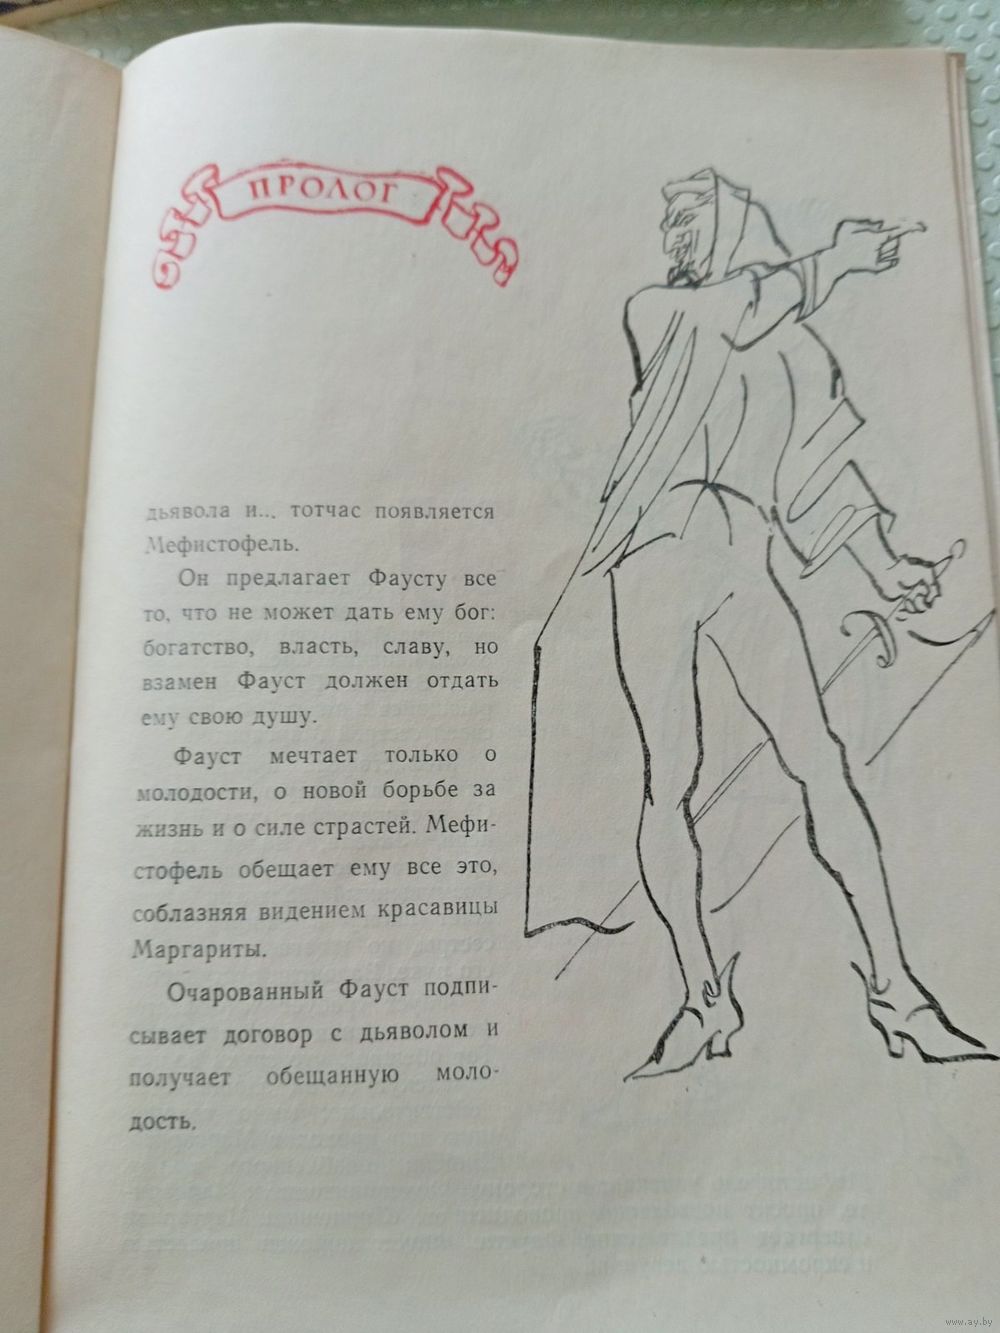 ПРОЛОГ
дьявола и... тотчас появляется
Мефистофель.
Он предлагает Фаусту все
то, что не может дать ему бог:
богатство, власть, славу, но
взамен Фауст должен отдать
ему свою душу.
Фауст мечтает только о
молодости, о новой борьбе за
жизнь и о силе страстей. Мефи-
стофель обещает ему все это,
соблазняя видением красавицы
Маргариты.
Очарованный Фауст подпи-
сывает договор с дьяволом и
получает обещанную моло-
дость.
www.ay.by